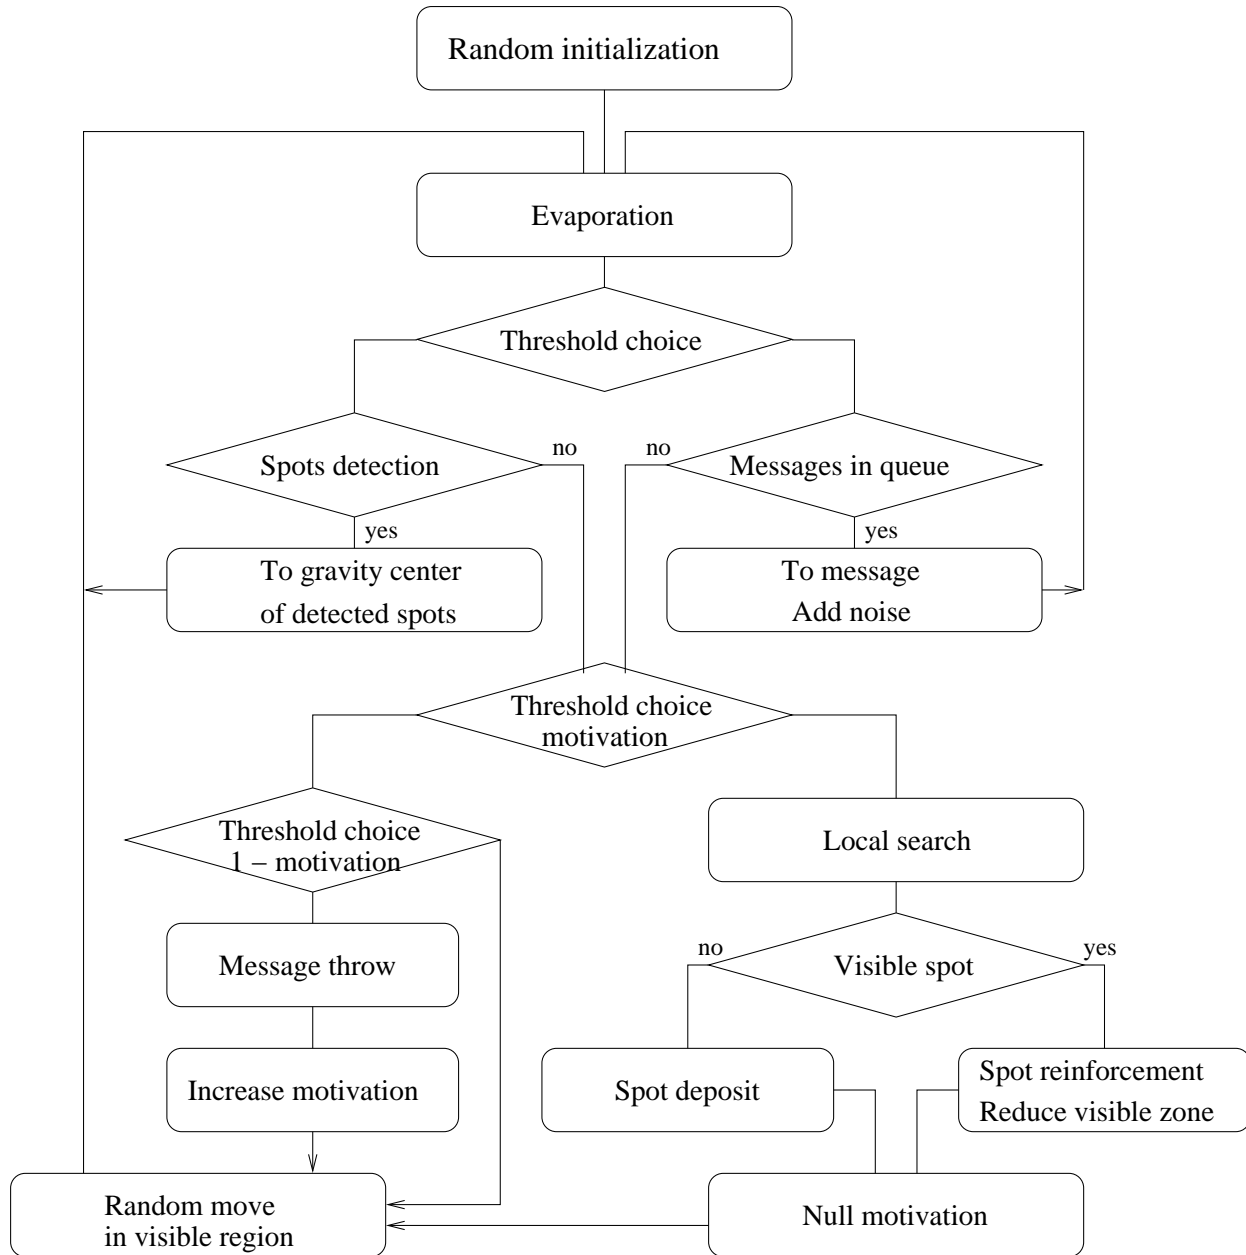 Random initialization
Evaporation
Threshold choice
no
no
Spots detection
Messages in queue
yes
yes
To gravity center
of detected spots
To message
Add noise
Threshold choice
motivation
Threshold choice
1 − motivation
Local search
no
yes
Message throw
Visible spot
Increase motivation
Spot deposit
Spot reinforcement
Reduce visible zone
Random move
in visible region
Null motivation